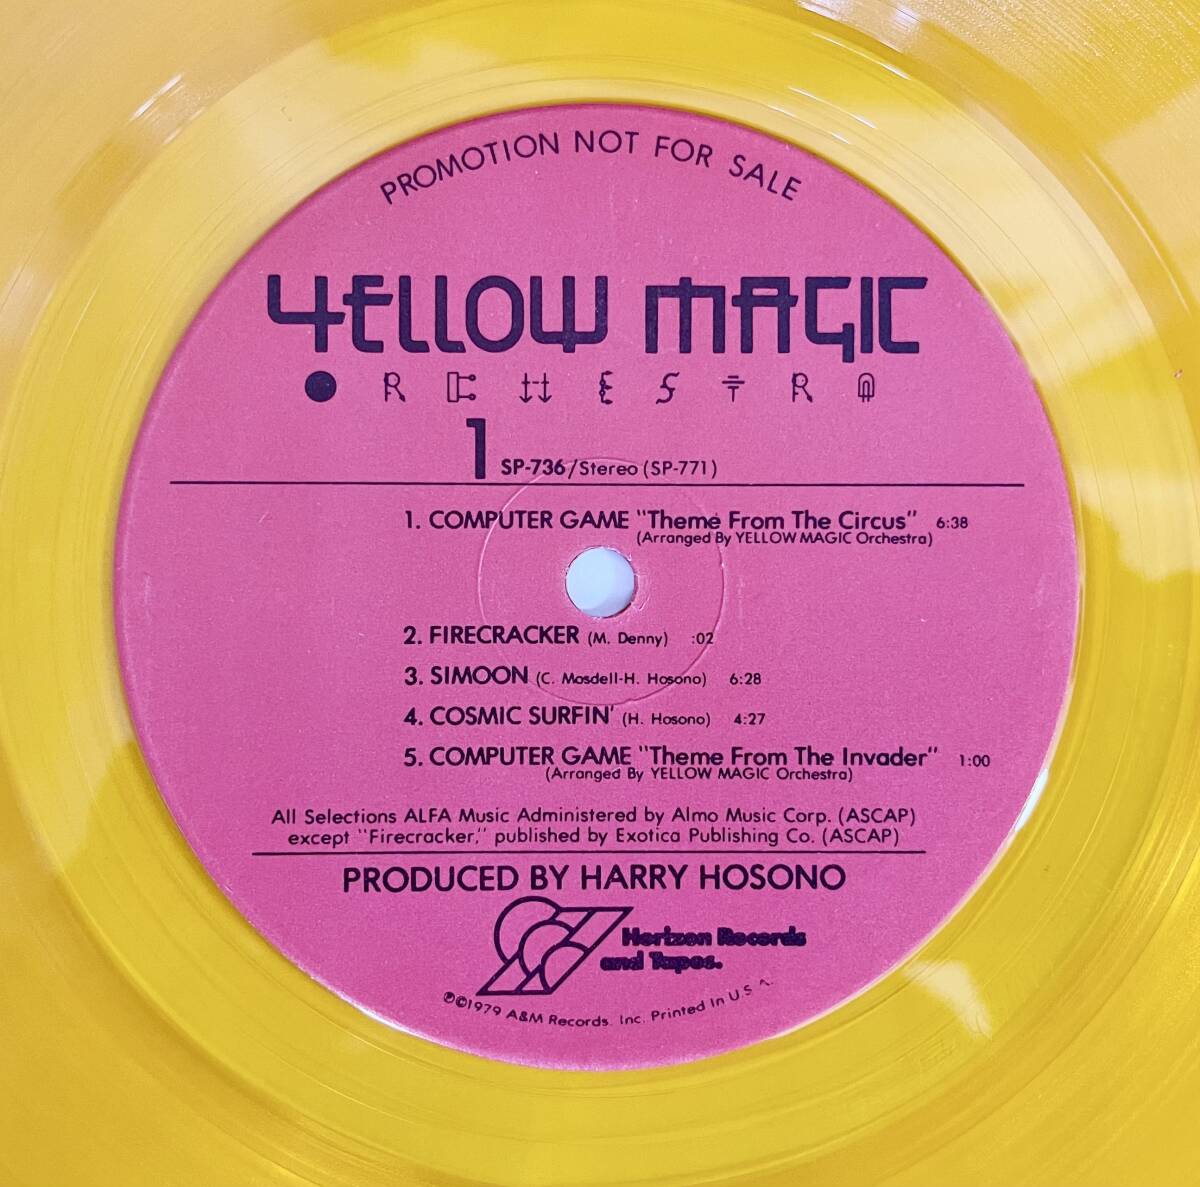 PROMOTION NOT FOR SALE
YELLOW MAGIC
ORCHESTRA
1 SP-736/Stereo (SP-771)
1. COMPUTER GAME "Theme From The Circus" 6:38
(Arranged By YELLOW MAGIC Orchestra)
2. FIRECRACKER (M. Denny) :02
3. SIMOON (C. Mosdell-H. Hosono) 6:28
4. COSMIC SURFIN' (H. Hosono) 4:27
5. COMPUTER GAME "Theme From The Invader" 1:00
(Arranged By YELLOW MAGIC Orchestra)
All Selections ALFA Music Administered by Almo Music Corp. (ASCAP)
except "Firecracker," published by Exotica Publishing Co. (ASCAP)
PRODUCED BY HARRY HOSONO
Horizon Records
and Tapes.
℗©1979 A&M Records, Inc. Printed In U.S.A.